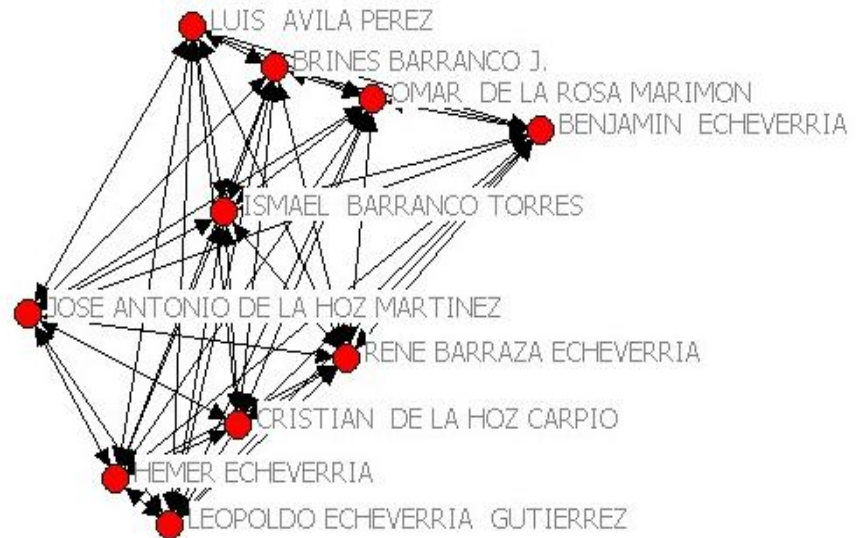 LUIS AVILA PEREZ
BRINES BARRANCO J.
OMAR DE LA ROSA MARIMON
BENJAMIN ECHEVERRIA
ISMAEL BARRANCO TORRES
JOSE ANTONIO DE LA HOZ MARTINEZ
RENE BARRAZA ECHEVERRIA
CRISTIAN DE LA HOZ CARPIO
HEMER ECHEVERRIA
LEOPOLDO ECHEVERRIA GUTIERREZ